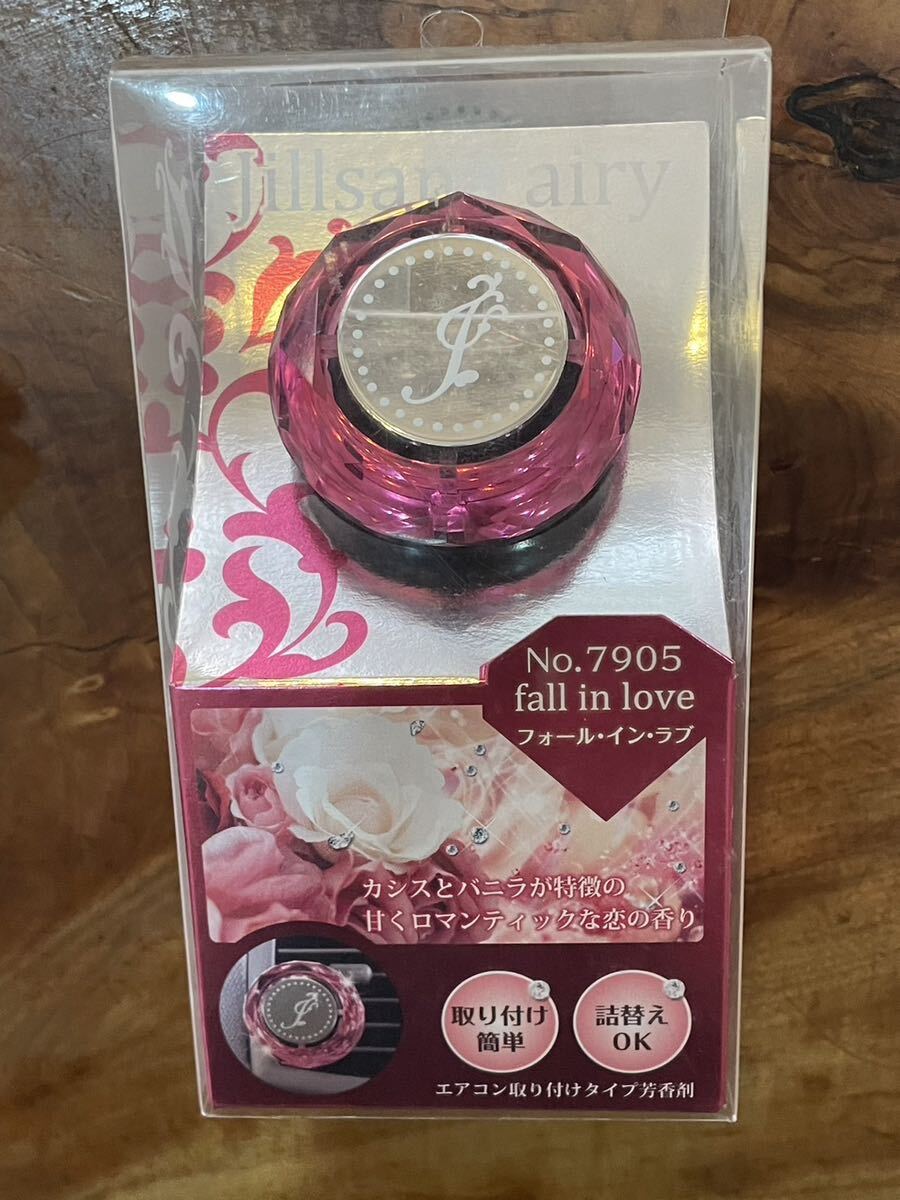 Jillsand airy
No.7905
fall in love
フォール・イン・ラブ
カシスとバニラが特徴の
甘くロマンティックな恋の香り
取り付け
簡単
詰替え
OK
エアコン取り付けタイプ芳香剤